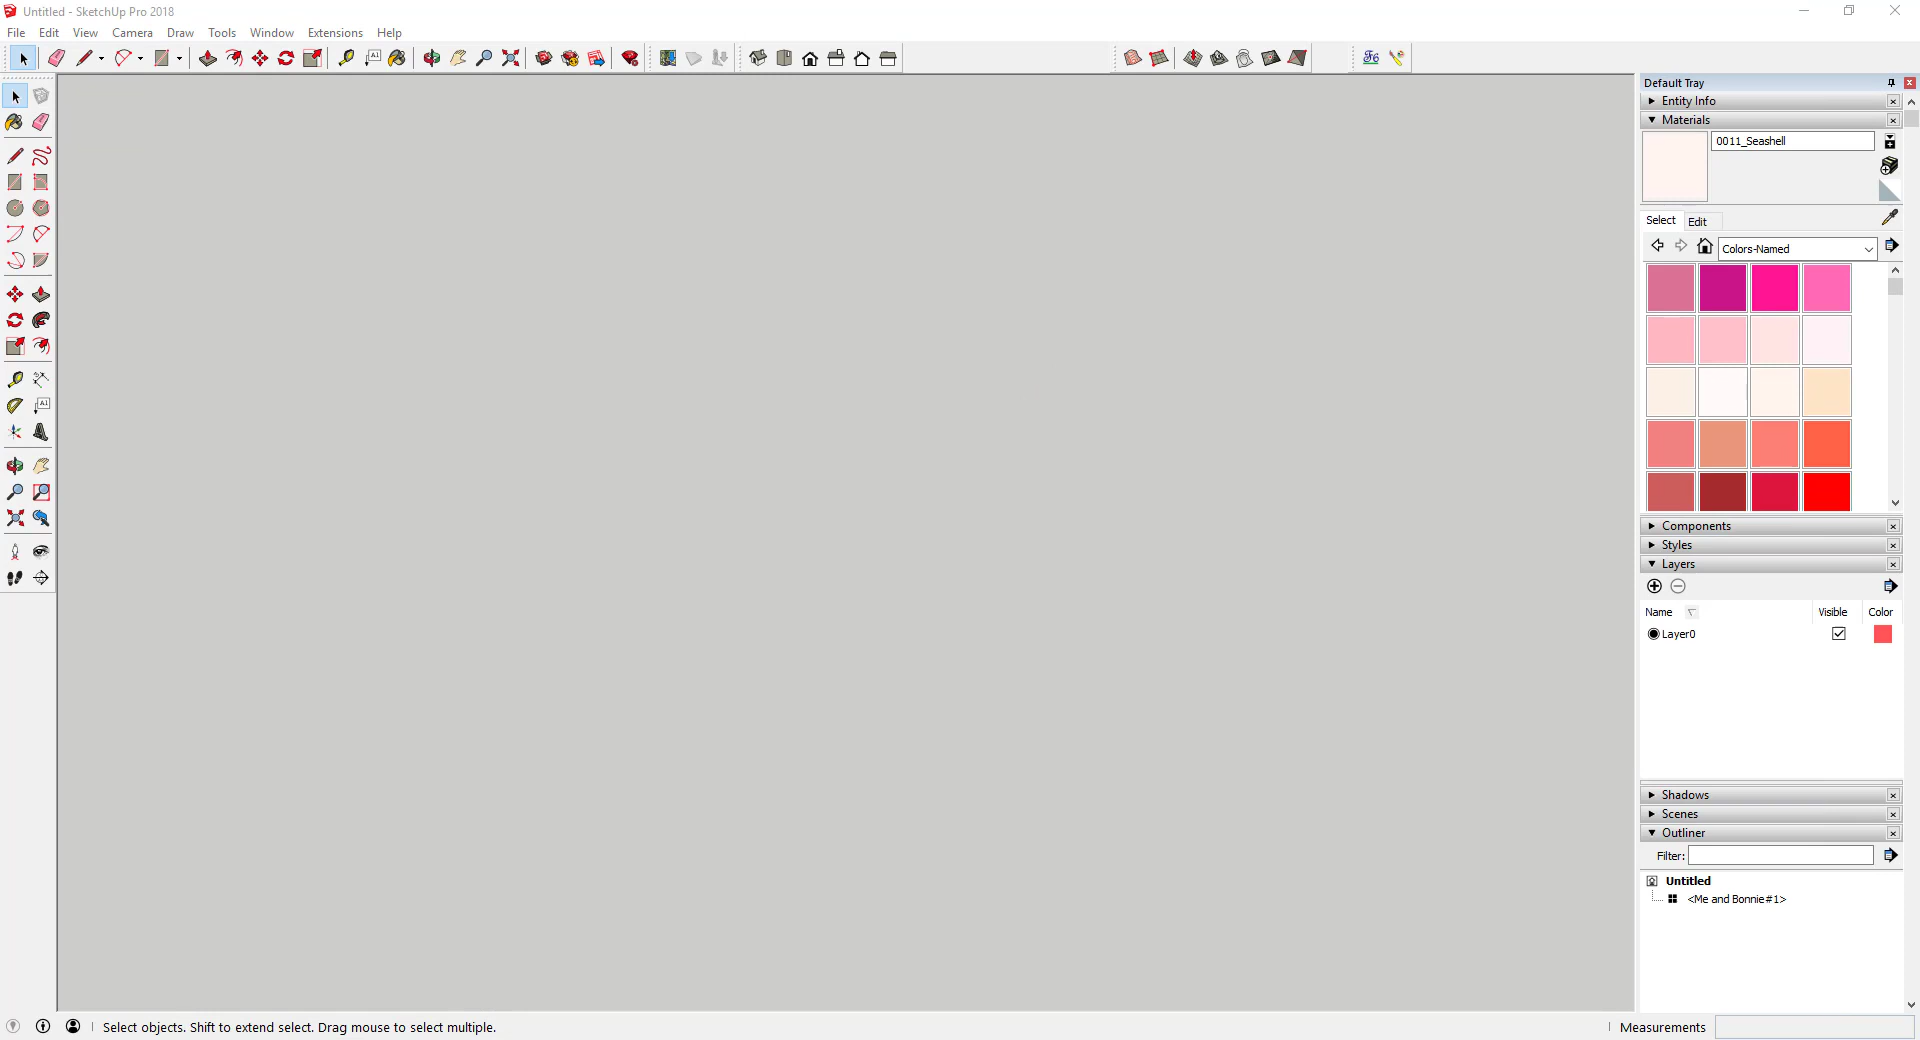 Untitled - SketchUp Pro 2018
File Edit View Camera Draw Tools Window Extensions Help
Default Tray
Entity Info
Materials
0011_Seashell
Select Edit
Colors-Named
Components
Styles
Layers
Name Visible Color
Layer0
Shadows
Scenes
Outliner
Filter:
Untitled
<Me and Bonnie#1>
Select objects. Shift to extend select. Drag mouse to select multiple.
Measurements